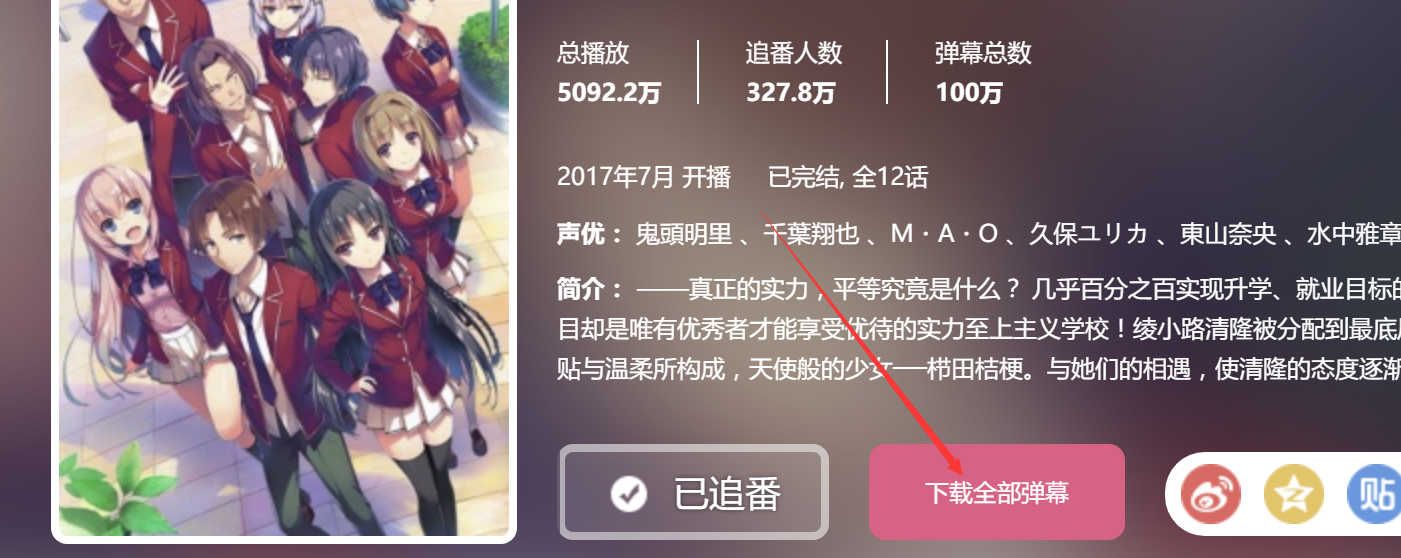 总播放 追番人数 弹幕总数
5092.2万 327.8万 100万
2017年7月 开播 已完结, 全12话
声优： 鬼頭明里 、千葉翔也 、M・A・O 、久保ユリカ 、東山奈央 、水中雅章
简介： ——真正的实力，平等究竟是什么？ 几乎百分之百实现升学、就业目标的
目却是唯有优秀者才能享受优待的实力至上主义学校！绫小路清隆被分配到最底
贴与温柔所构成，天使般的少女──栉田桔梗。与她们的相遇，使清隆的态度逐渐
已追番 下载全部弹幕 贴